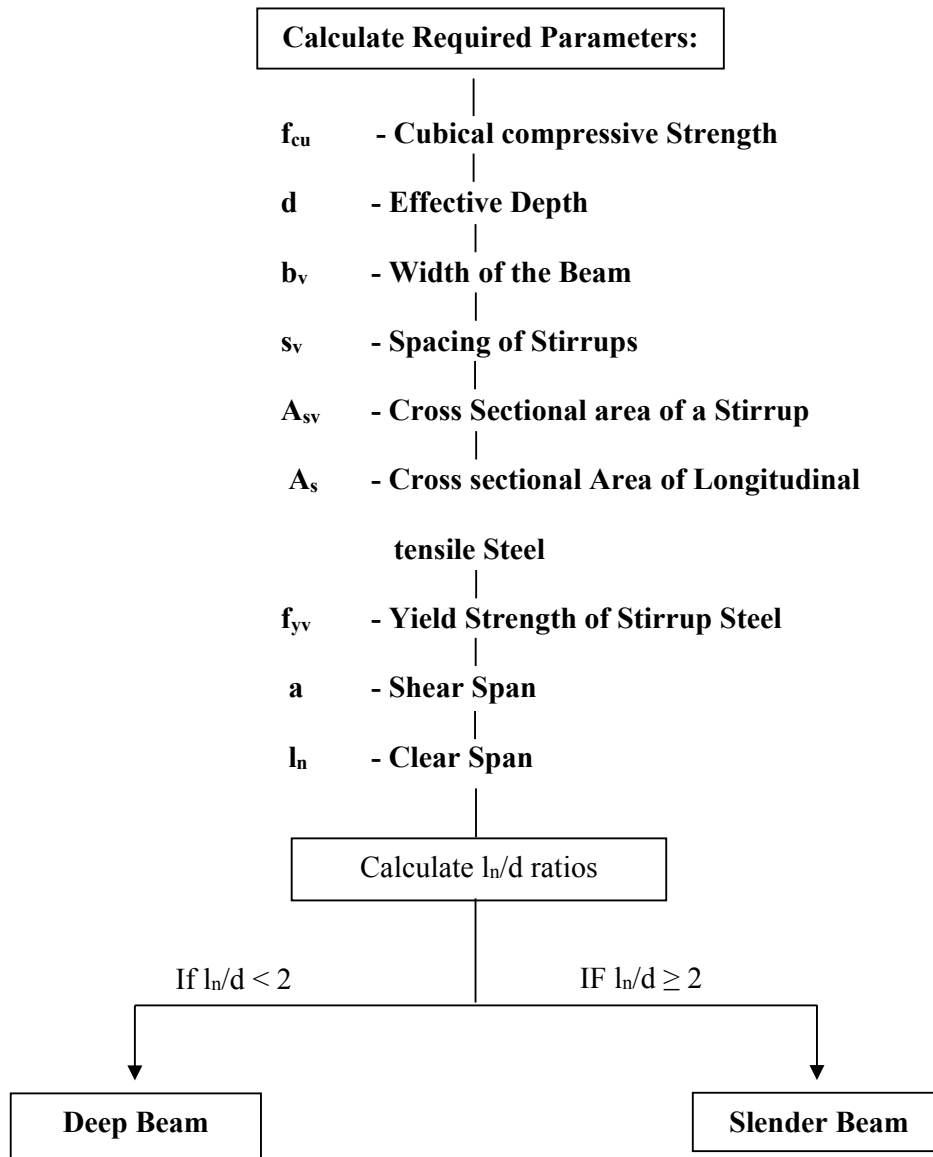 Calculate Required Parameters:
fcu - Cubical compressive Strength
d - Effective Depth
bv - Width of the Beam
sv - Spacing of Stirrups
Asv - Cross Sectional area of a Stirrup
As - Cross sectional Area of Longitudinal
tensile Steel
fyv - Yield Strength of Stirrup Steel
a - Shear Span
ln - Clear Span
Calculate ln/d ratios
If ln/d < 2 IF ln/d ≥ 2
Deep Beam Slender Beam